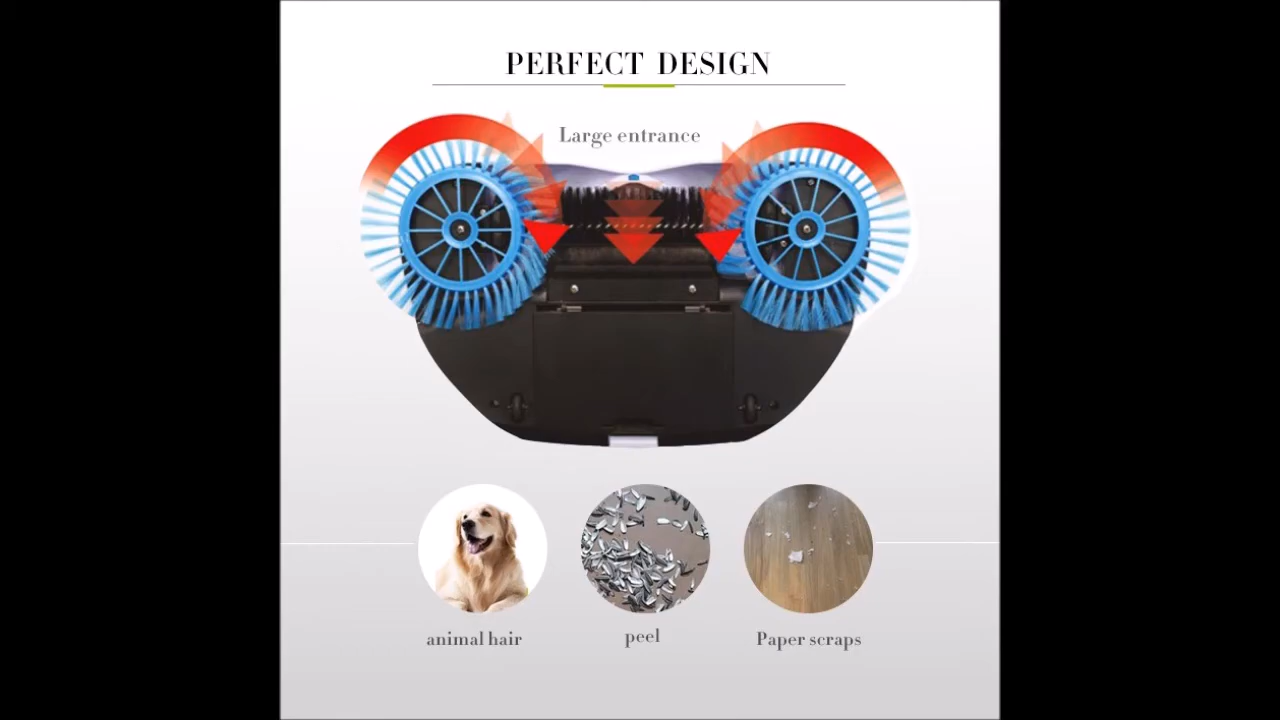 PERFECT DESIGN
Large entrance
animal hair
peel
Paper scraps